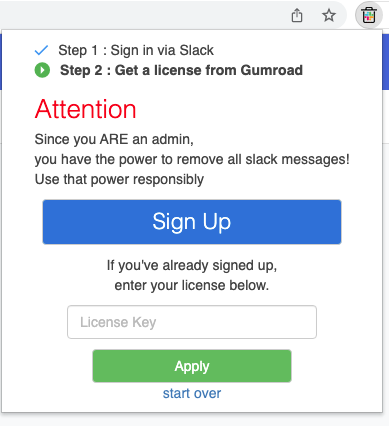 Step 1 : Sign in via Slack
Step 2 : Get a license from Gumroad
Attention
Since you ARE an admin,
you have the power to remove all slack messages!
Use that power responsibly
Sign Up
If you've already signed up,
enter your license below.
License Key
Apply
start over